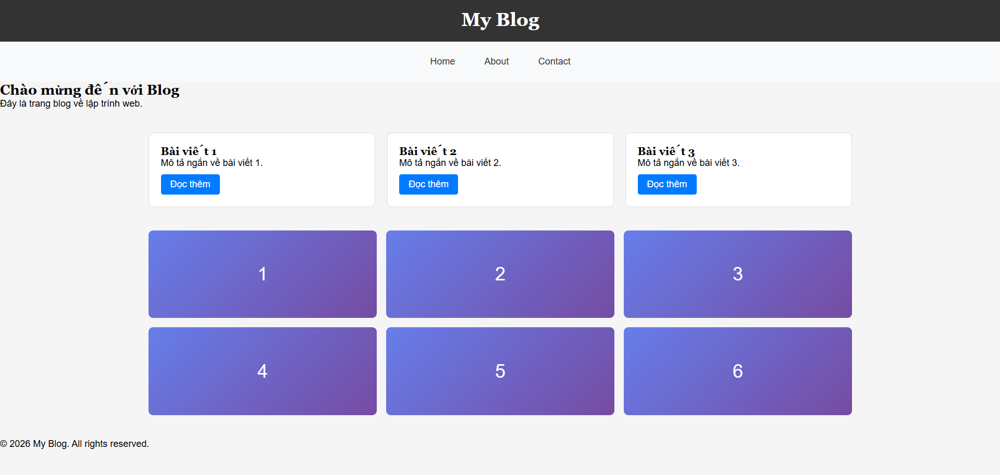 My Blog
Home About Contact
Chào mừng đến với Blog
Đây là trang blog về lập trình web.
Bài viết 1
Mô tả ngắn về bài viết 1.
Đọc thêm
Bài viết 2
Mô tả ngắn về bài viết 2.
Đọc thêm
Bài viết 3
Mô tả ngắn về bài viết 3.
Đọc thêm
1
2
3
4
5
6
© 2026 My Blog. All rights reserved.